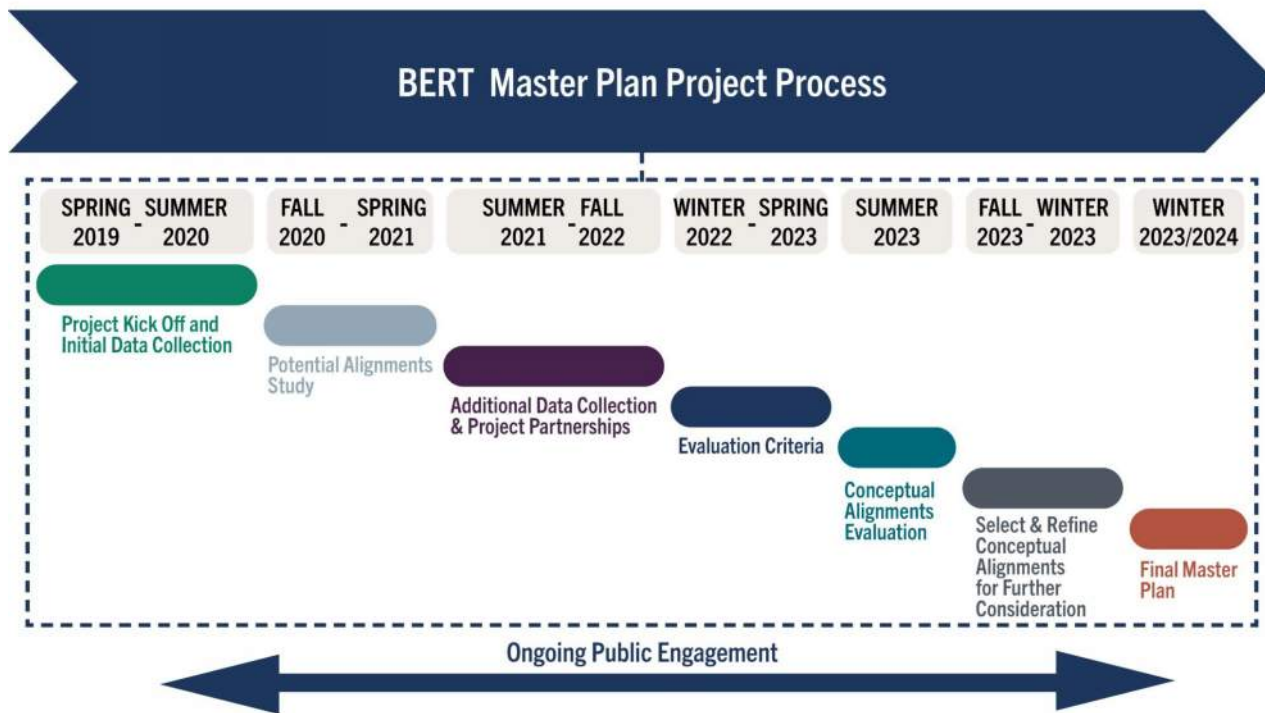 BERT Master Plan Project Process
SPRING - SUMMER
2019 2020
FALL - SPRING
2020 2021
SUMMER - FALL
2021 2022
WINTER - SPRING
2022 2023
SUMMER
2023
FALL - WINTER
2023 2023
WINTER
2023/2024
Project Kick Off and
Initial Data Collection
Potential Alignments
Study
Additional Data Collection
& Project Partnerships
Evaluation Criteria
Conceptual
Alignments
Evaluation
Select & Refine
Conceptual
Alignments
for Further
Consideration
Final Master
Plan
Ongoing Public Engagement